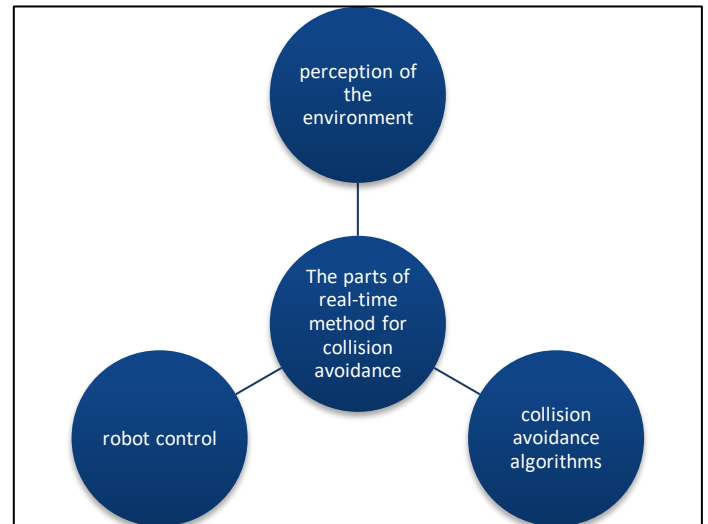 perception of
the
environment
The parts of
real-time
method for
collision
avoidance
robot control
collision
avoidance
algorithms